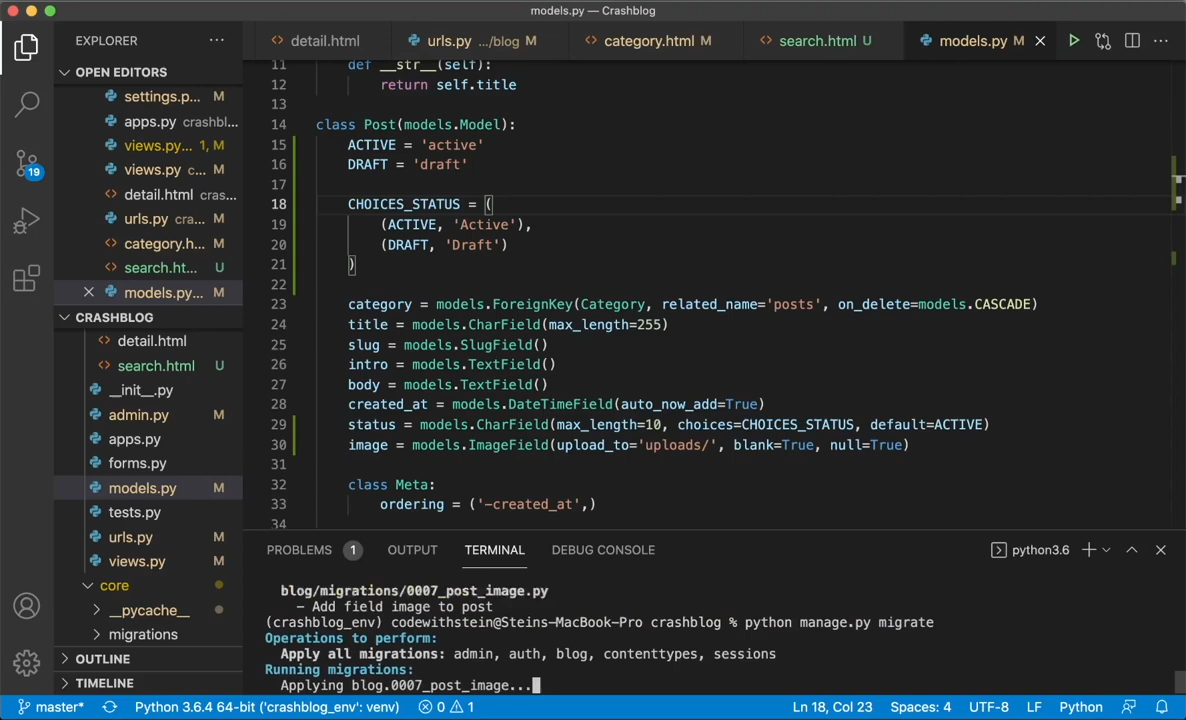 models.py — Crashblog
EXPLORER
OPEN EDITORS
settings.p... M
apps.py crashbl...
views.py... 1, M
views.py c... M
detail.html cras...
urls.py cra... M
category.h... M
search.ht... U
models.py... M
CRASHBLOG
detail.html
search.html U
__init__.py
admin.py M
apps.py
forms.py
models.py M
tests.py
urls.py M
views.py M
core
__pycache__
migrations
OUTLINE
TIMELINE
19
detail.html urls.py .../blog M category.html M search.html U models.py M
11 def __str__(self):
12 return self.title
13
14 class Post(models.Model):
15 ACTIVE = 'active'
16 DRAFT = 'draft'
17
18 CHOICES_STATUS = (
19 (ACTIVE, 'Active'),
20 (DRAFT, 'Draft')
21 )
22
23 category = models.ForeignKey(Category, related_name='posts', on_delete=models.CASCADE)
24 title = models.CharField(max_length=255)
25 slug = models.SlugField()
26 intro = models.TextField()
27 body = models.TextField()
28 created_at = models.DateTimeField(auto_now_add=True)
29 status = models.CharField(max_length=10, choices=CHOICES_STATUS, default=ACTIVE)
30 image = models.ImageField(upload_to='uploads/', blank=True, null=True)
31
32 class Meta:
33 ordering = ('-created_at',)
34
PROBLEMS 1 OUTPUT TERMINAL DEBUG CONSOLE python3.6
blog/migrations/0007_post_image.py
- Add field image to post
(crashblog_env) codewithstein@Steins-MacBook-Pro crashblog % python manage.py migrate
Operations to perform:
Apply all migrations: admin, auth, blog, contenttypes, sessions
Running migrations:
Applying blog.0007_post_image...
master* Python 3.6.4 64-bit ('crashblog_env': venv) 0 1 Ln 18, Col 23 Spaces: 4 UTF-8 LF Python